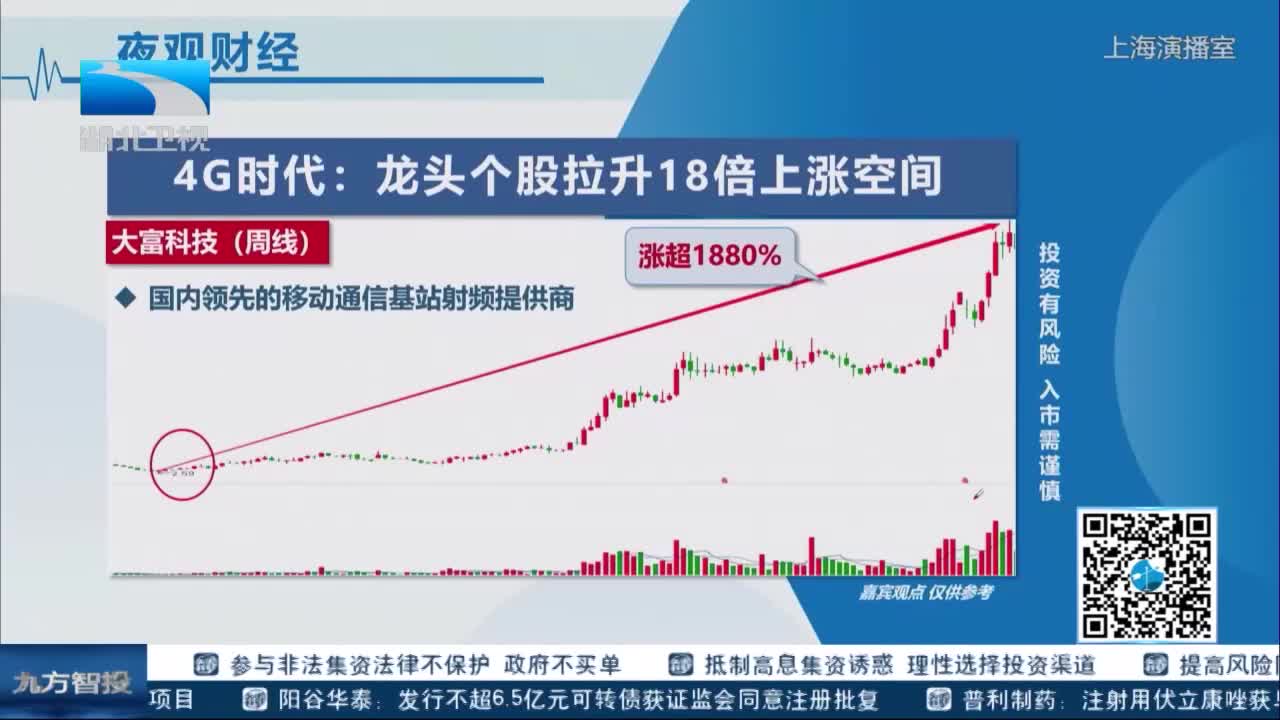 夜观财经
湖北卫视
上海演播室
4G时代：龙头个股拉升18倍上涨空间
大富科技（周线）
涨超1880%
◆ 国内领先的移动通信基站射频提供商
2.59
投资有风险 入市需谨慎
嘉宾观点 仅供参考
九方智投
参与非法集资法律不保护 政府不买单
抵制高息集资诱惑 理性选择投资渠道
提高风险
项目
阳谷华泰：发行不超6.5亿元可转债获证监会同意注册批复
普利制药：注射用伏立康唑获